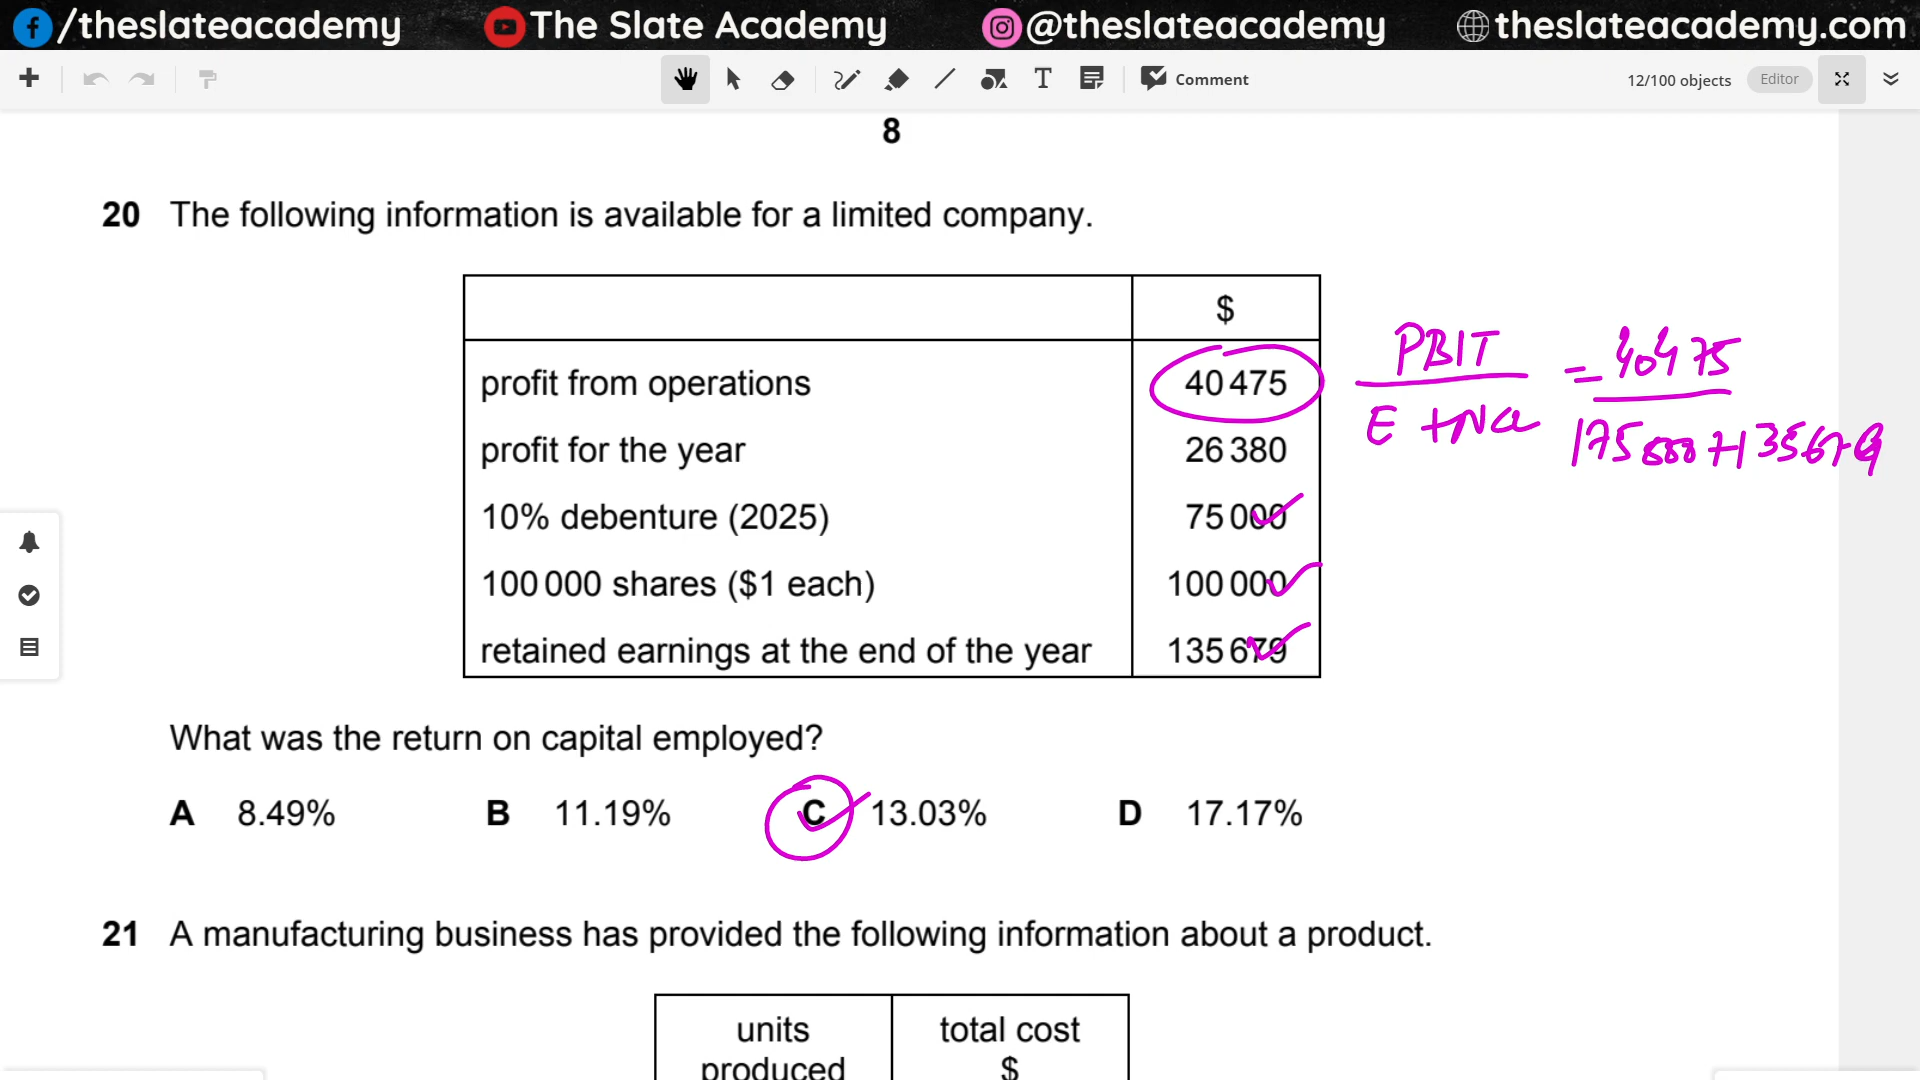 /theslateacademy The Slate Academy @theslateacademy theslateacademy.com
Comment 12/100 objects Editor
8
20 The following information is available for a limited company.
$
profit from operations 40 475
profit for the year 26 380
10% debenture (2025) 75 000
100 000 shares ($1 each) 100 000
retained earnings at the end of the year 135 679
PBIT = 40475
E + NCL 175000+135679
What was the return on capital employed?
A 8.49% B 11.19% C 13.03% D 17.17%
21 A manufacturing business has provided the following information about a product.
units total cost
produced $